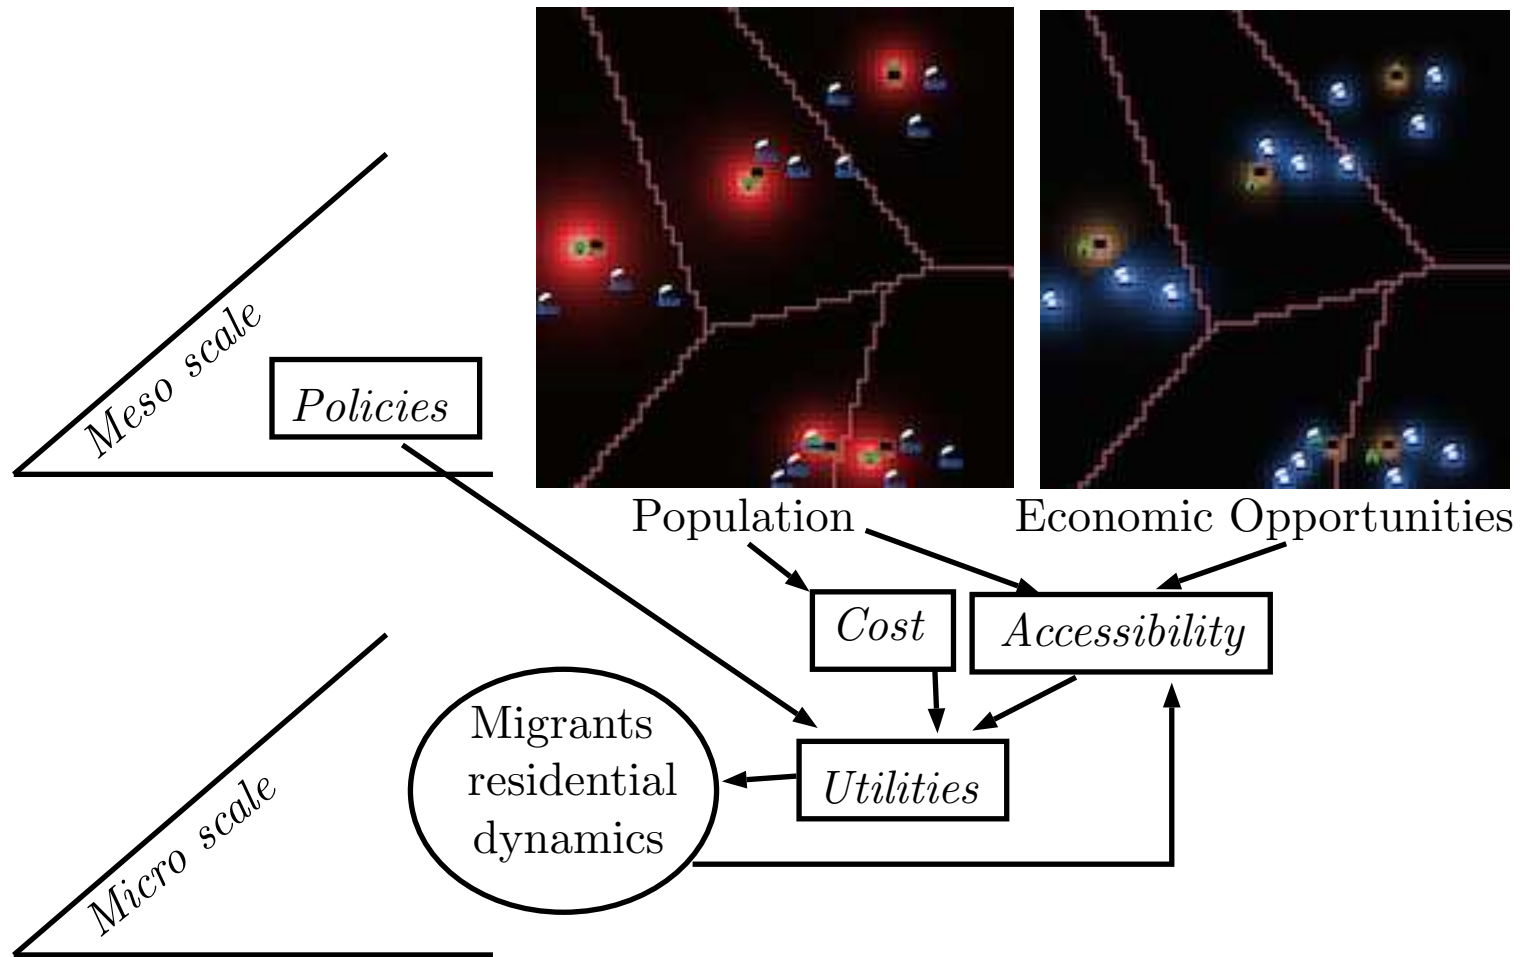 Meso scale
Policies
Population
Economic Opportunities
Cost
Accessibility
Migrants
residential
dynamics
Utilities
Micro scale